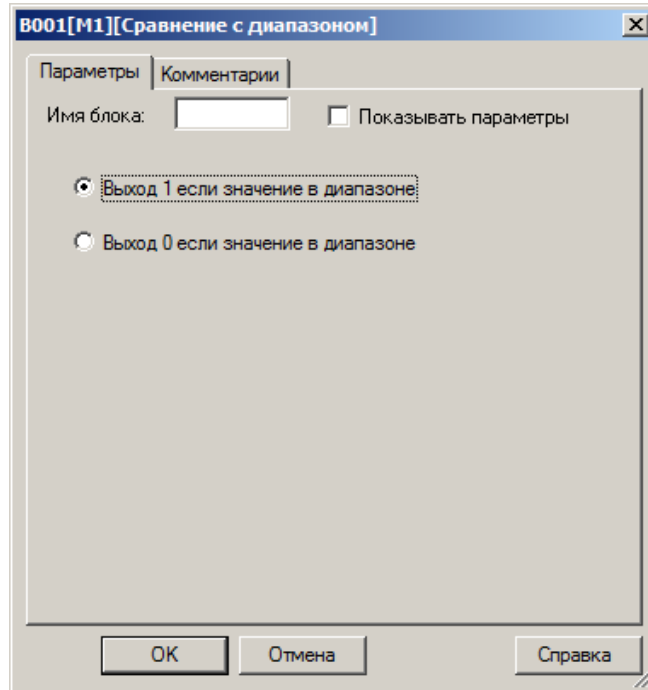 B001[M1][Сравнение с диапазоном]
Параметры Комментарии
Имя блока: Показывать параметры
Выход 1 если значение в диапазоне
Выход 0 если значение в диапазоне
OK Отмена Справка